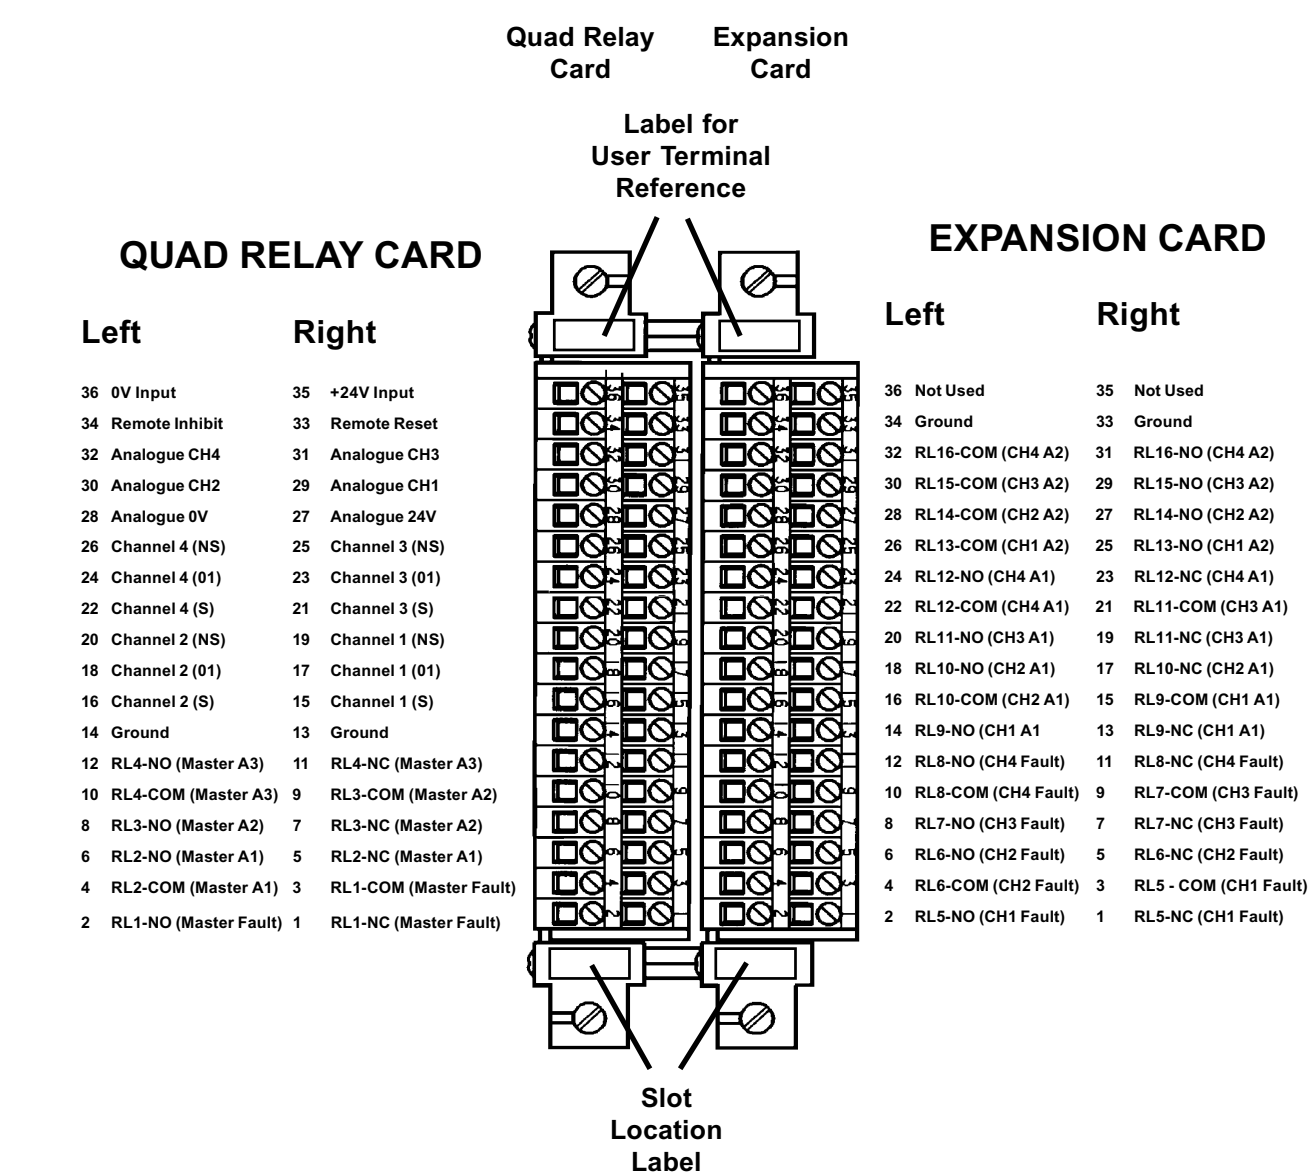 Quad Relay Card
Expansion Card
Label for
User Terminal
Reference
QUAD RELAY CARD
Left Right
36 0V Input 35 +24V Input
34 Remote Inhibit 33 Remote Reset
32 Analogue CH4 31 Analogue CH3
30 Analogue CH2 29 Analogue CH1
28 Analogue 0V 27 Analogue 24V
26 Channel 4 (NS) 25 Channel 3 (NS)
24 Channel 4 (01) 23 Channel 3 (01)
22 Channel 4 (S) 21 Channel 3 (S)
20 Channel 2 (NS) 19 Channel 1 (NS)
18 Channel 2 (01) 17 Channel 1 (01)
16 Channel 2 (S) 15 Channel 1 (S)
14 Ground 13 Ground
12 RL4-NO (Master A3) 11 RL4-NC (Master A3)
10 RL4-COM (Master A3) 9 RL3-COM (Master A2)
8 RL3-NO (Master A2) 7 RL3-NC (Master A2)
6 RL2-NO (Master A1) 5 RL2-NC (Master A1)
4 RL2-COM (Master A1) 3 RL1-COM (Master Fault)
2 RL1-NO (Master Fault) 1 RL1-NC (Master Fault)
EXPANSION CARD
Left Right
36 Not Used 35 Not Used
34 Ground 33 Ground
32 RL16-COM (CH4 A2) 31 RL16-NO (CH4 A2)
30 RL15-COM (CH3 A2) 29 RL15-NO (CH3 A2)
28 RL14-COM (CH2 A2) 27 RL14-NO (CH2 A2)
26 RL13-COM (CH1 A2) 25 RL13-NO (CH1 A2)
24 RL12-NO (CH4 A1) 23 RL12-NC (CH4 A1)
22 RL12-COM (CH4 A1) 21 RL11-COM (CH3 A1)
20 RL11-NO (CH3 A1) 19 RL11-NC (CH3 A1)
18 RL10-NO (CH2 A1) 17 RL10-NC (CH2 A1)
16 RL10-COM (CH2 A1) 15 RL9-COM (CH1 A1)
14 RL9-NO (CH1 A1 13 RL9-NC (CH1 A1)
12 RL8-NO (CH4 Fault) 11 RL8-NC (CH4 Fault)
10 RL8-COM (CH4 Fault) 9 RL7-COM (CH3 Fault)
8 RL7-NO (CH3 Fault) 7 RL7-NC (CH3 Fault)
6 RL6-NO (CH2 Fault) 5 RL6-NC (CH2 Fault)
4 RL6-COM (CH2 Fault) 3 RL5 - COM (CH1 Fault)
2 RL5-NO (CH1 Fault) 1 RL5-NC (CH1 Fault)
Slot
Location
Label